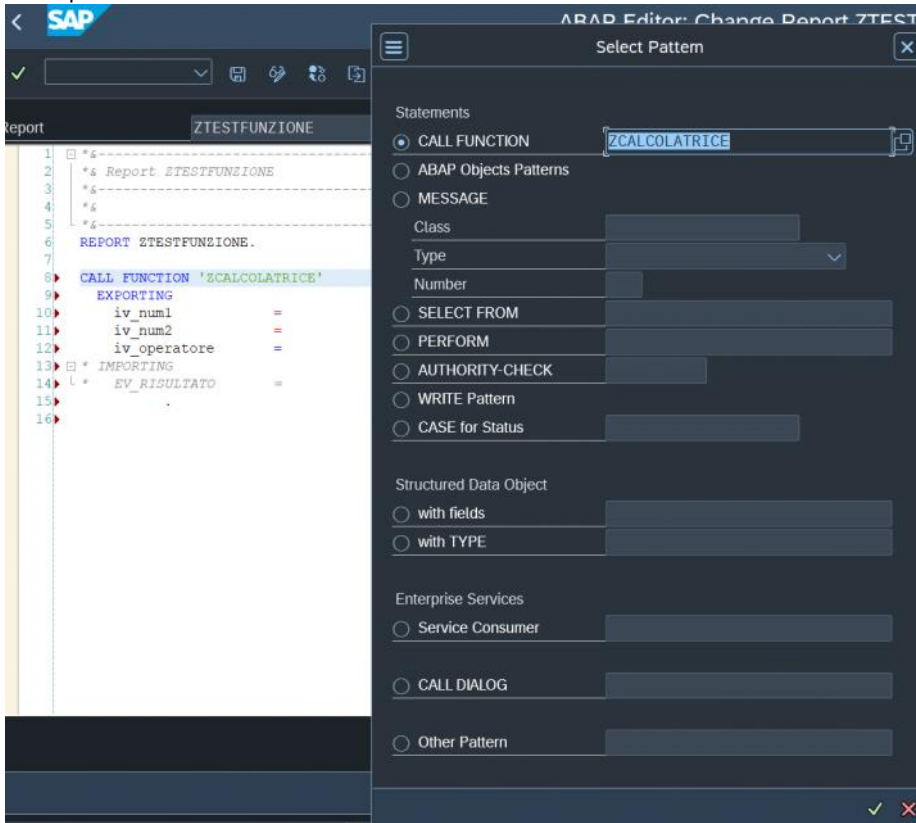 SAP
ABAP Editor: Change Report ZTEST
Select Pattern
Report ZTESTFUNZIONE
1 *&---------------------------------
2 *& Report ZTESTFUNZIONE
3 *&---------------------------------
4 *&
5 *&---------------------------------
6 REPORT ZTESTFUNZIONE.
7
8 CALL FUNCTION 'ZCALCOLATRICE'
9 EXPORTING
10 iv_num1 =
11 iv_num2 =
12 iv_operatore =
13 * IMPORTING
14 * EV_RISULTATO =
15 .
16
Statements
CALL FUNCTION ZCALCOLATRICE
ABAP Objects Patterns
MESSAGE
Class
Type
Number
SELECT FROM
PERFORM
AUTHORITY-CHECK
WRITE Pattern
CASE for Status
Structured Data Object
with fields
with TYPE
Enterprise Services
Service Consumer
CALL DIALOG
Other Pattern